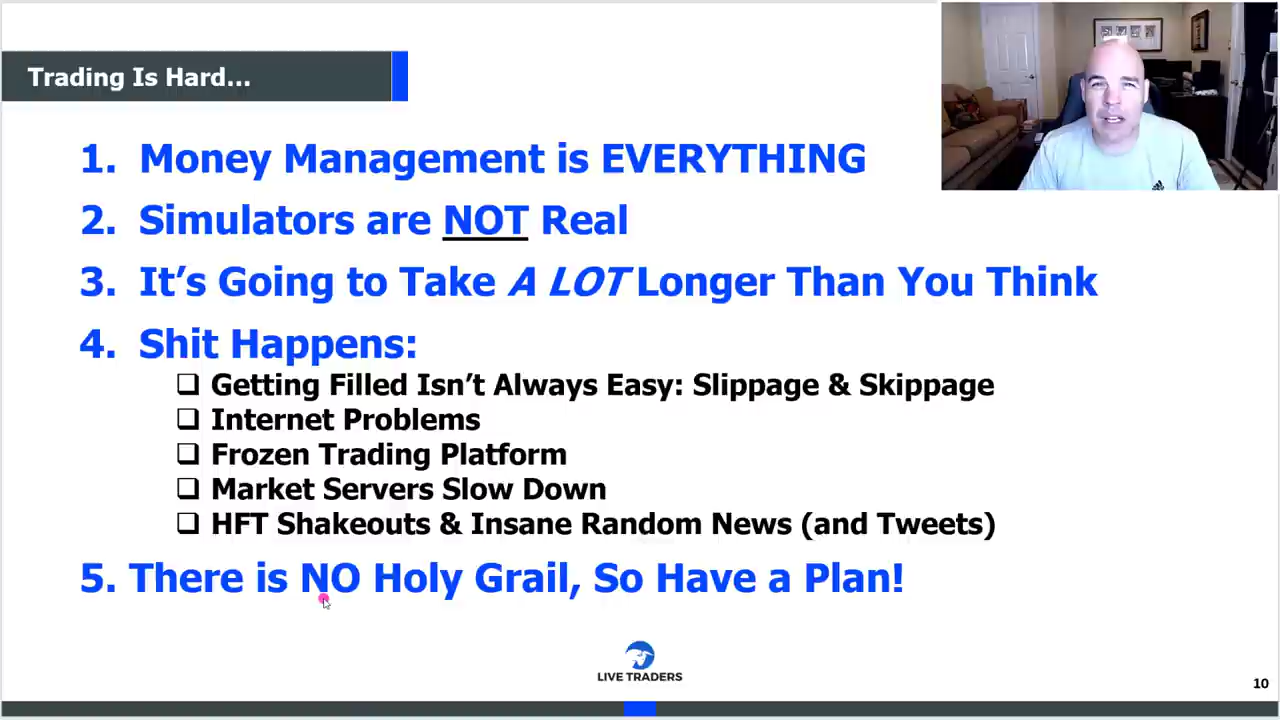 Trading Is Hard...
1. Money Management is EVERYTHING
2. Simulators are NOT Real
3. It's Going to Take A LOT Longer Than You Think
4. Shit Happens:
❑ Getting Filled Isn't Always Easy: Slippage & Skippage
❑ Internet Problems
❑ Frozen Trading Platform
❑ Market Servers Slow Down
❑ HFT Shakeouts & Insane Random News (and Tweets)
5. There is NO Holy Grail, So Have a Plan!
LIVE TRADERS
10